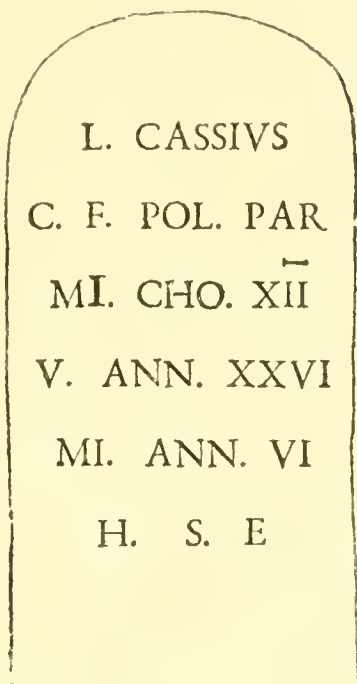 L. CASSIVS
C. F. POL. PAR
MI. CHO. XII
V. ANN. XXVI
MI. ANN. VI
H. S. E